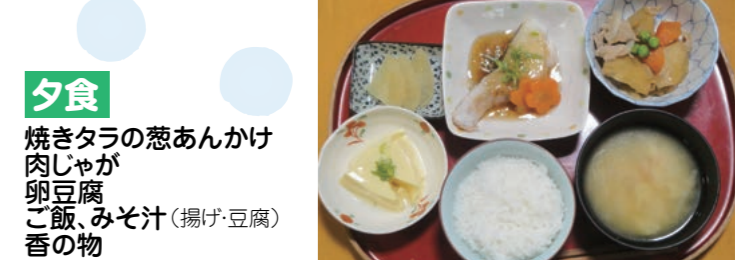 夕食
焼きタラの葱あんかけ
肉じゃが
卵豆腐
ご飯、みそ汁（揚げ・豆腐）
香の物